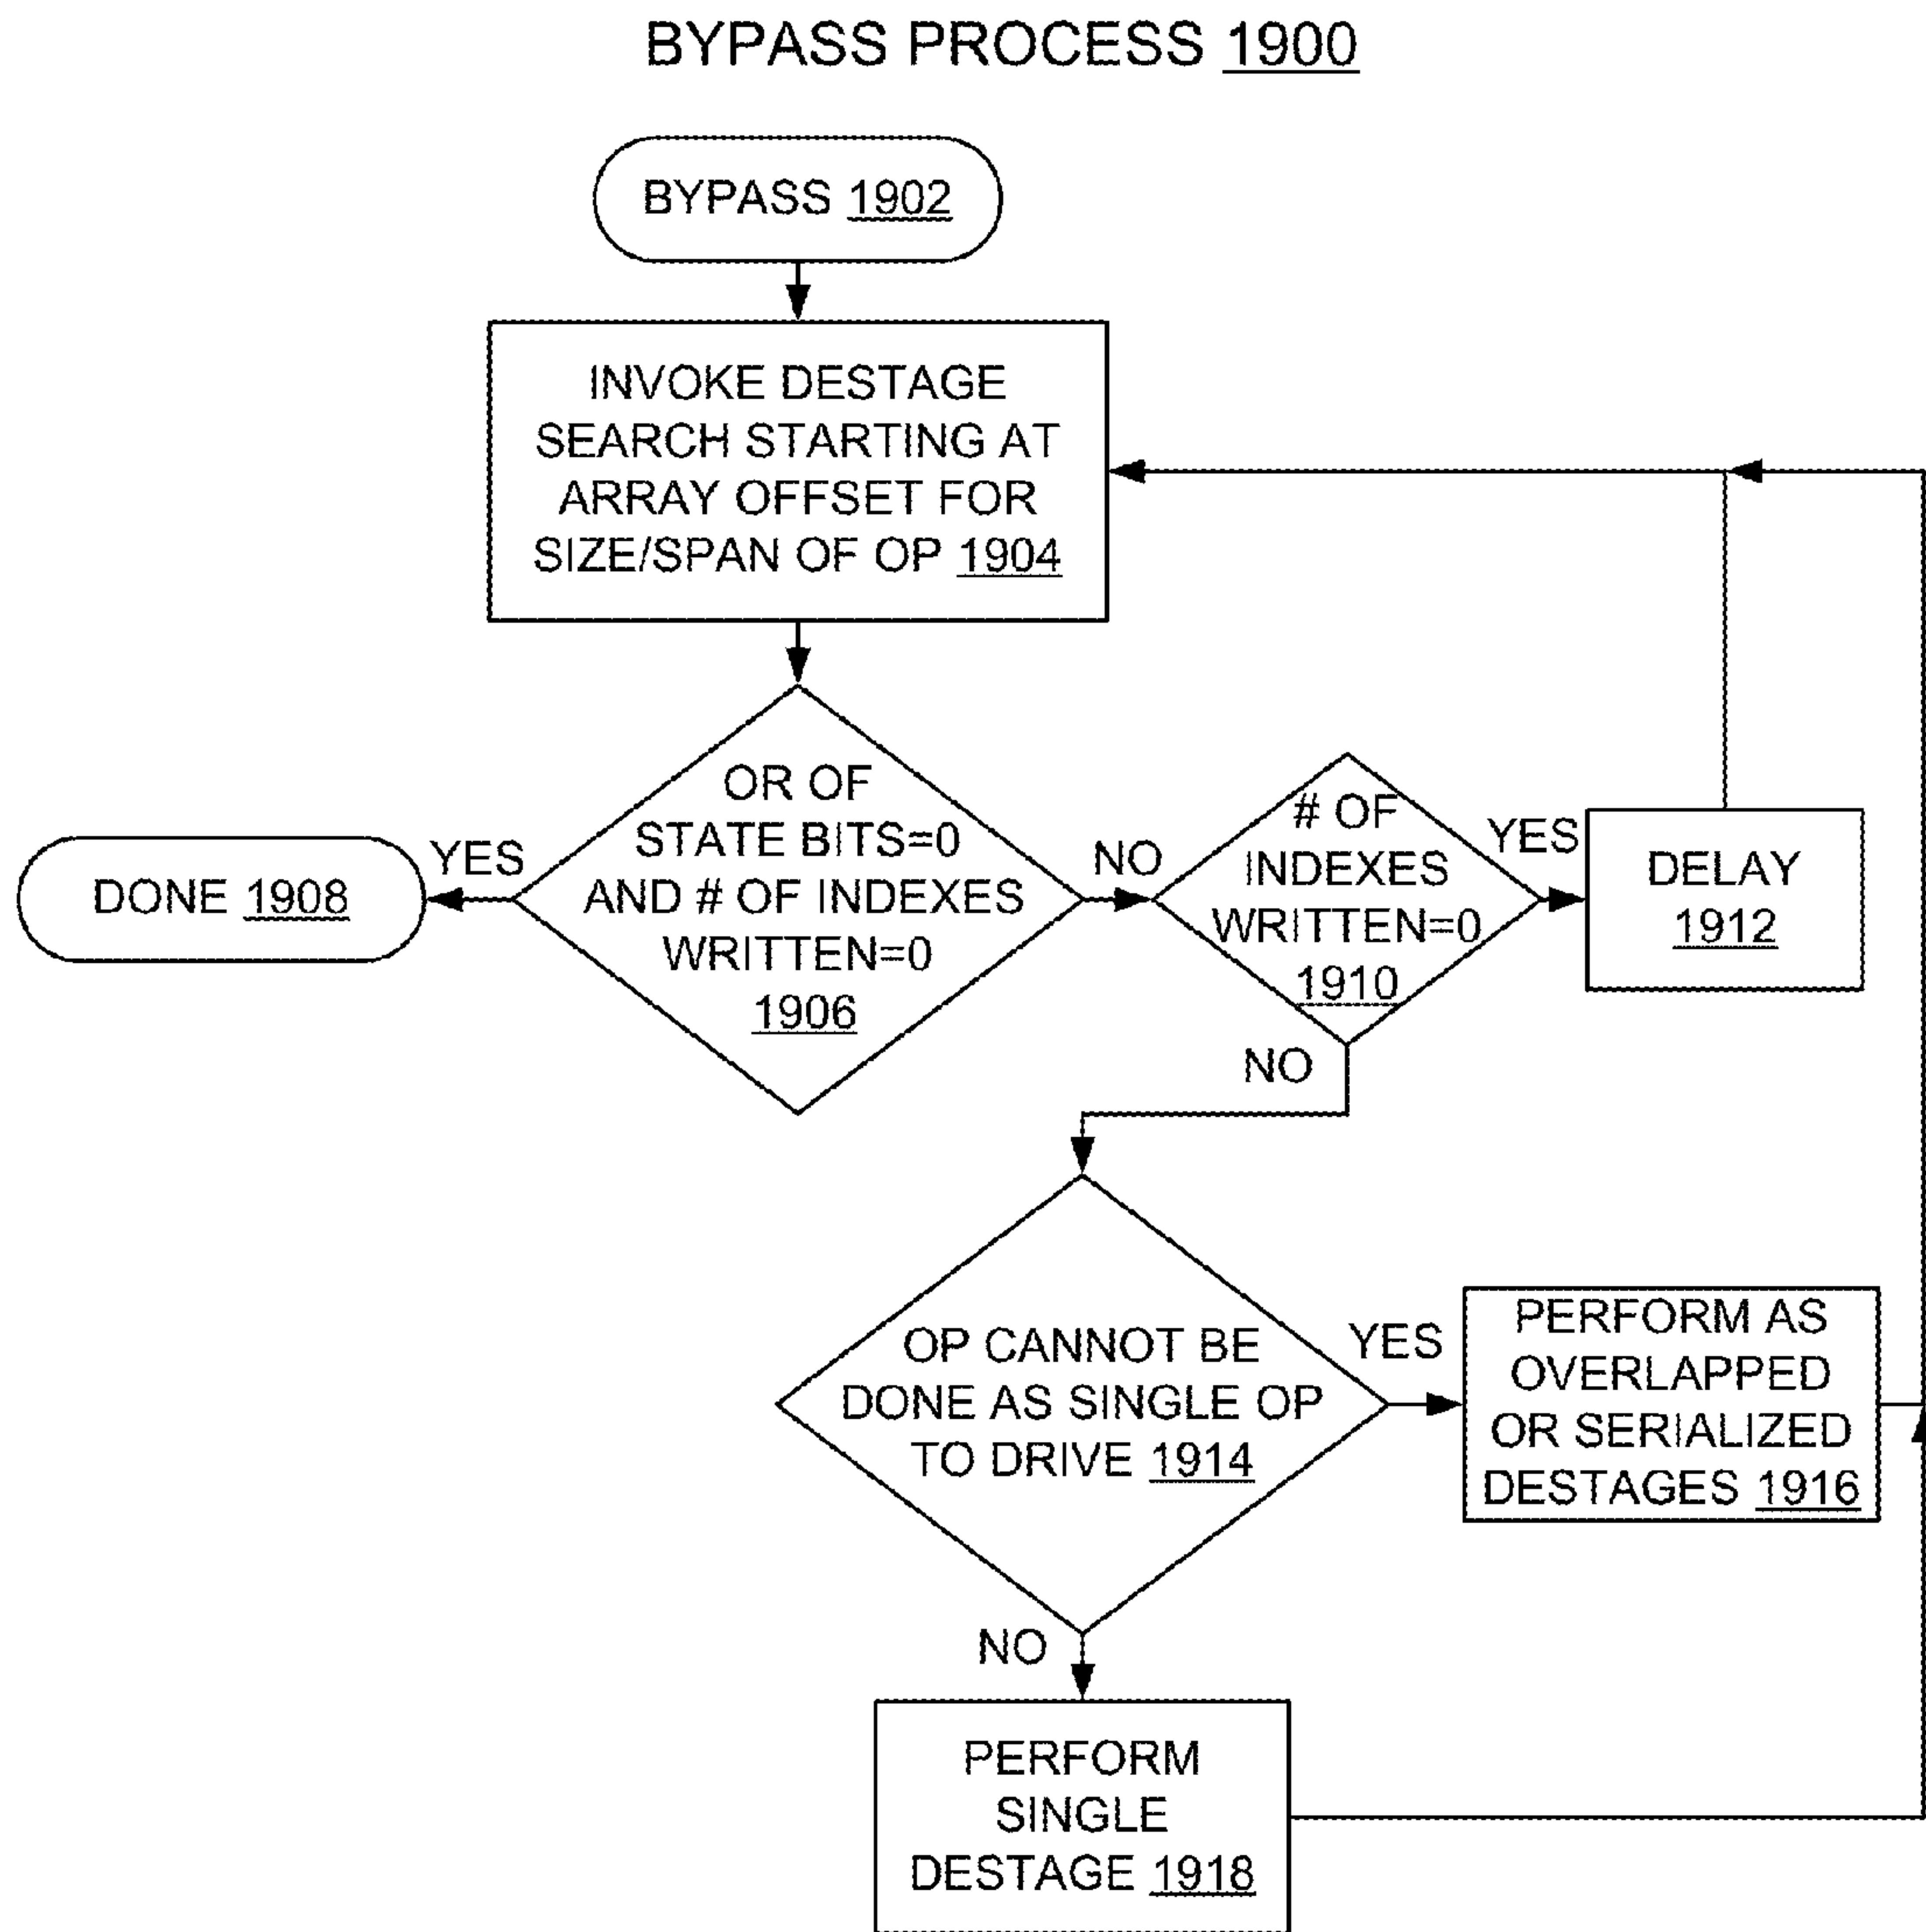 BYPASS PROCESS 1900
BYPASS 1902
INVOKE DESTAGE
SEARCH STARTING AT
ARRAY OFFSET FOR
SIZE/SPAN OF OP 1904
OR OF
STATE BITS=0
AND # OF INDEXES
WRITTEN=0
1906
YES
DONE 1908
NO
# OF
INDEXES
WRITTEN=0
1910
YES
DELAY
1912
NO
OP CANNOT BE
DONE AS SINGLE OP
TO DRIVE 1914
YES
PERFORM AS
OVERLAPPED
OR SERIALIZED
DESTAGES 1916
NO
PERFORM
SINGLE
DESTAGE 1918